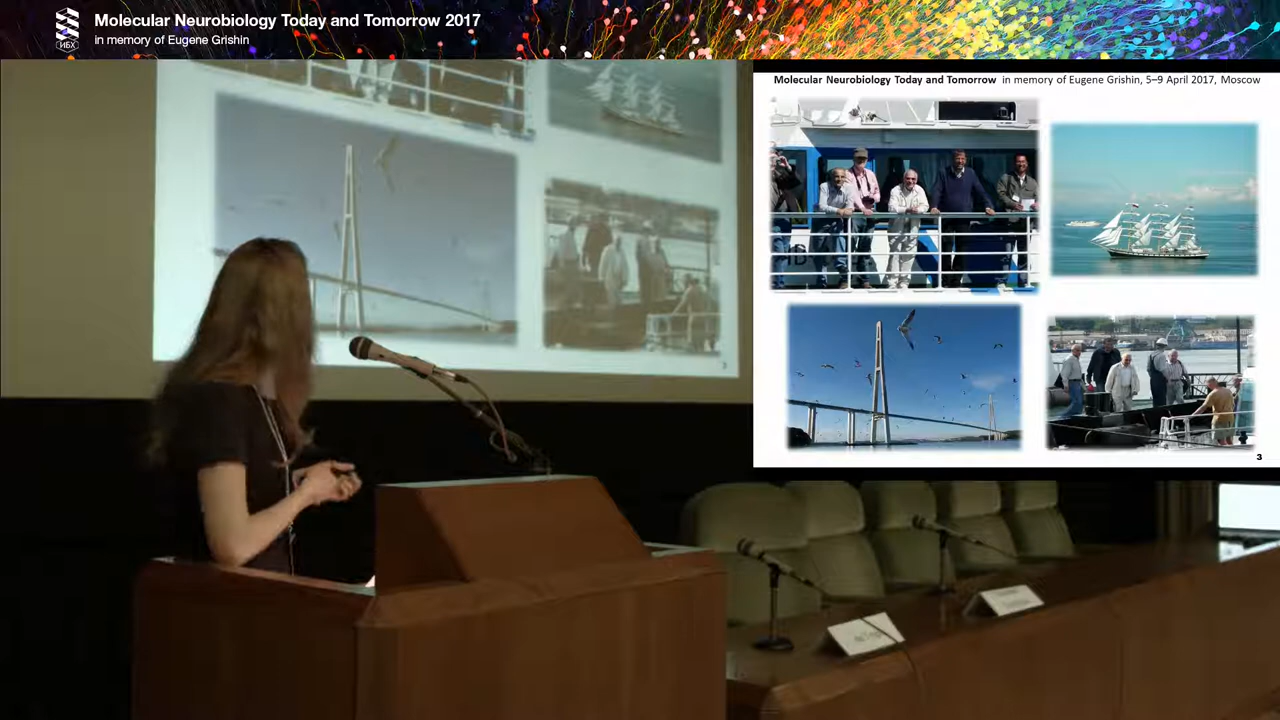 Molecular Neurobiology Today and Tomorrow 2017
in memory of Eugene Grishin
ИБХ
Molecular Neurobiology Today and Tomorrow in memory of Eugene Grishin, 5–9 April 2017, Moscow
3